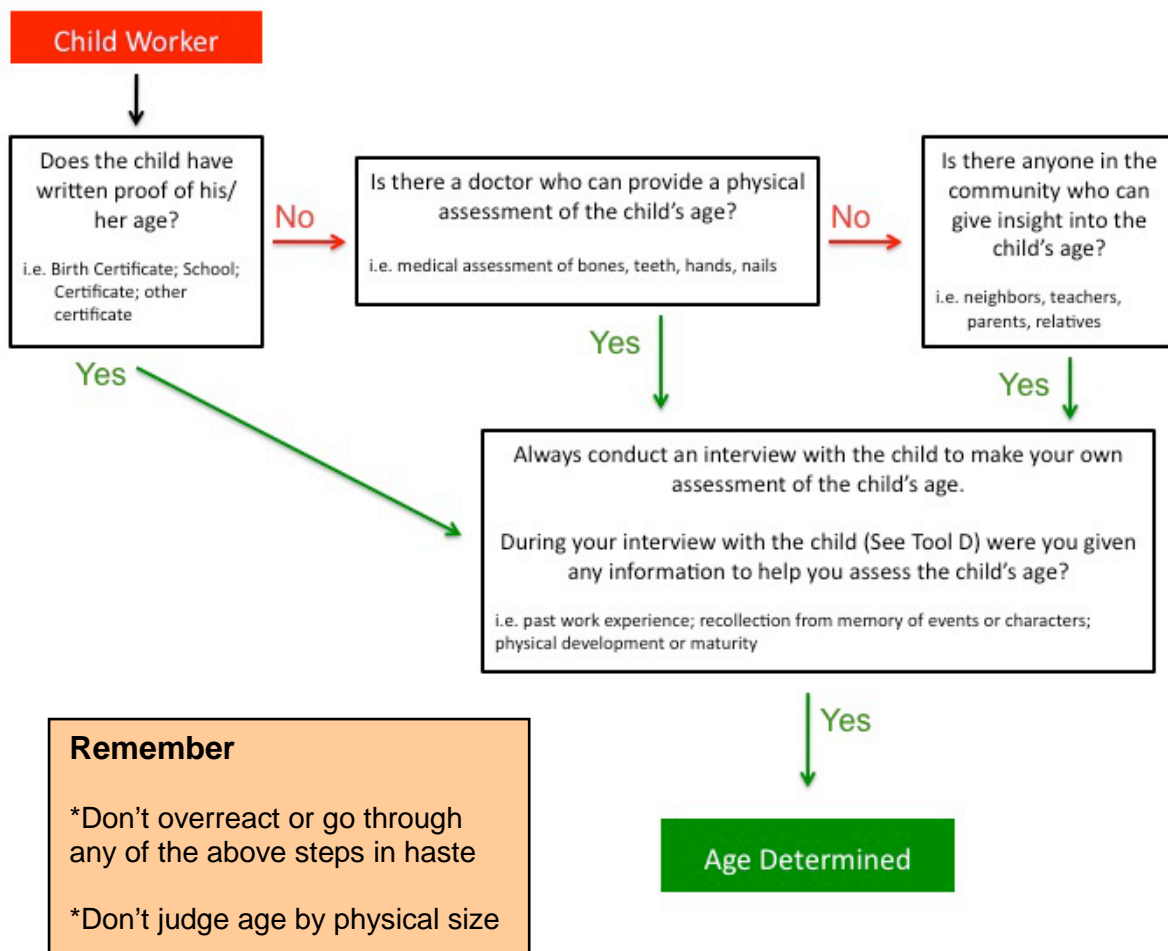 Child Worker
Does the child have
written proof of his/
her age?
i.e. Birth Certificate; School;
Certificate; other
certificate
No
Is there a doctor who can provide a physical
assessment of the child's age?
i.e. medical assessment of bones, teeth, hands, nails
No
Is there anyone in the
community who can
give insight into the
child's age?
i.e. neighbors, teachers,
parents, relatives
Yes
Yes
Yes
Always conduct an interview with the child to make your own
assessment of the child's age.
During your interview with the child (See Tool D) were you given
any information to help you assess the child's age?
i.e. past work experience; recollection from memory of events or characters;
physical development or maturity
Yes
Age Determined
Remember
*Don't overreact or go through
any of the above steps in haste
*Don't judge age by physical size